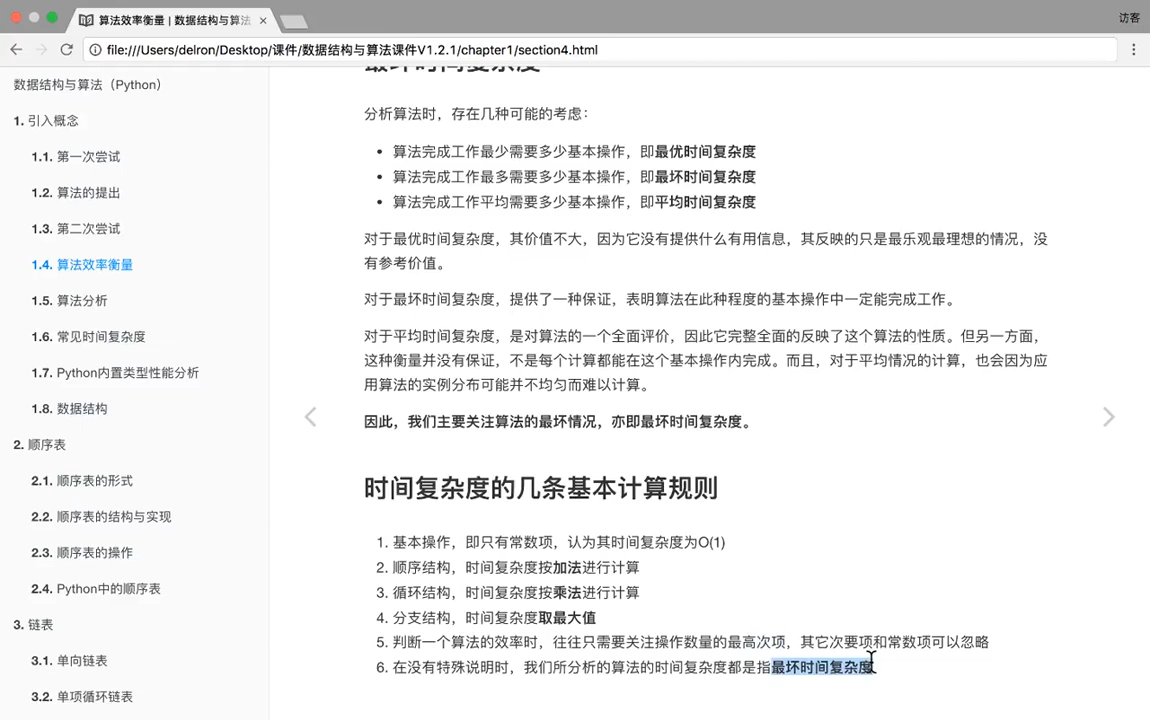 算法效率衡量 | 数据结构与算法
访客
file:///Users/delron/Desktop/课件/数据结构与算法课件V1.2.1/chapter1/section4.html
数据结构与算法（Python）
1. 引入概念
1.1. 第一次尝试
1.2. 算法的提出
1.3. 第二次尝试
1.4. 算法效率衡量
1.5. 算法分析
1.6. 常见时间复杂度
1.7. Python内置类型性能分析
1.8. 数据结构
2. 顺序表
2.1. 顺序表的形式
2.2. 顺序表的结构与实现
2.3. 顺序表的操作
2.4. Python中的顺序表
3. 链表
3.1. 单向链表
3.2. 单项循环链表
最坏时间复杂度
分析算法时，存在几种可能的考虑：
• 算法完成工作最少需要多少基本操作，即最优时间复杂度
• 算法完成工作最多需要多少基本操作，即最坏时间复杂度
• 算法完成工作平均需要多少基本操作，即平均时间复杂度
对于最优时间复杂度，其价值不大，因为它没有提供什么有用信息，其反映的只是最乐观最理想的情况，没
有参考价值。
对于最坏时间复杂度，提供了一种保证，表明算法在此种程度的基本操作中一定能完成工作。
对于平均时间复杂度，是对算法的一个全面评价，因此它完整全面的反映了这个算法的性质。但另一方面，
这种衡量并没有保证，不是每个计算都能在这个基本操作内完成。而且，对于平均情况的计算，也会因为应
用算法的实例分布可能并不均匀而难以计算。
因此，我们主要关注算法的最坏情况，亦即最坏时间复杂度。
时间复杂度的几条基本计算规则
1. 基本操作，即只有常数项，认为其时间复杂度为O(1)
2. 顺序结构，时间复杂度按加法进行计算
3. 循环结构，时间复杂度按乘法进行计算
4. 分支结构，时间复杂度取最大值
5. 判断一个算法的效率时，往往只需要关注操作数量的最高次项，其它次要项和常数项可以忽略
6. 在没有特殊说明时，我们所分析的算法的时间复杂度都是指最坏时间复杂度